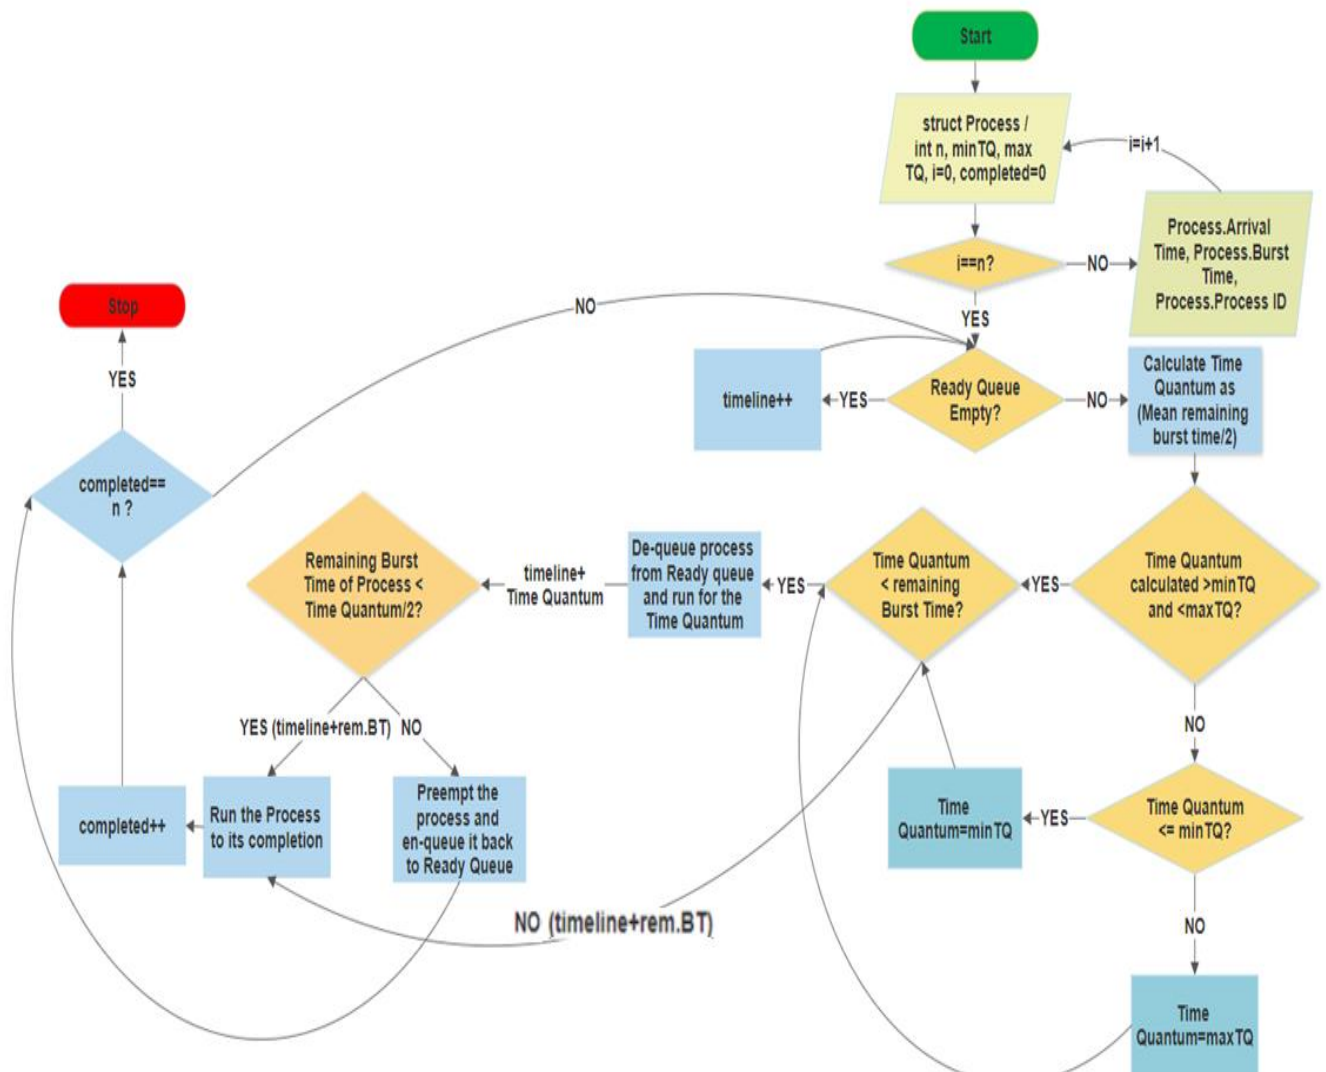 Start
struct Process /
int n, minTQ, max
TQ, i=0, completed=0
i=i+1
Process.Arrival
Time, Process.Burst
Time,
Process.Process ID
i==n?
NO
YES
Stop
YES
NO
timeline++
YES
Ready Queue
Empty?
NO
Calculate Time
Quantum as
(Mean remaining
burst time/2)
completed==
n ?
Remaining Burst
Time of Process <
Time Quantum/2?
timeline+
Time Quantum
De-queue process
from Ready queue
and run for the
Time Quantum
YES
Time Quantum
< remaining
Burst Time?
YES
Time Quantum
calculated >minTQ
and <maxTQ?
YES (timeline+rem.BT)
NO
NO
completed++
Run the Process
to its completion
Preempt the
process and
en-queue it back
to Ready Queue
Time
Quantum=minTQ
YES
Time Quantum
<= minTQ?
NO (timeline+rem.BT)
NO
Time
Quantum=maxTQ